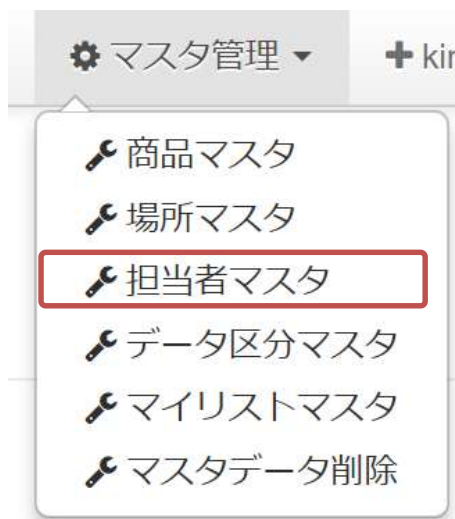 マスタ管理 + kin
商品マスタ
場所マスタ
担当者マスタ
データ区分マスタ
マイリストマスタ
マスタデータ削除